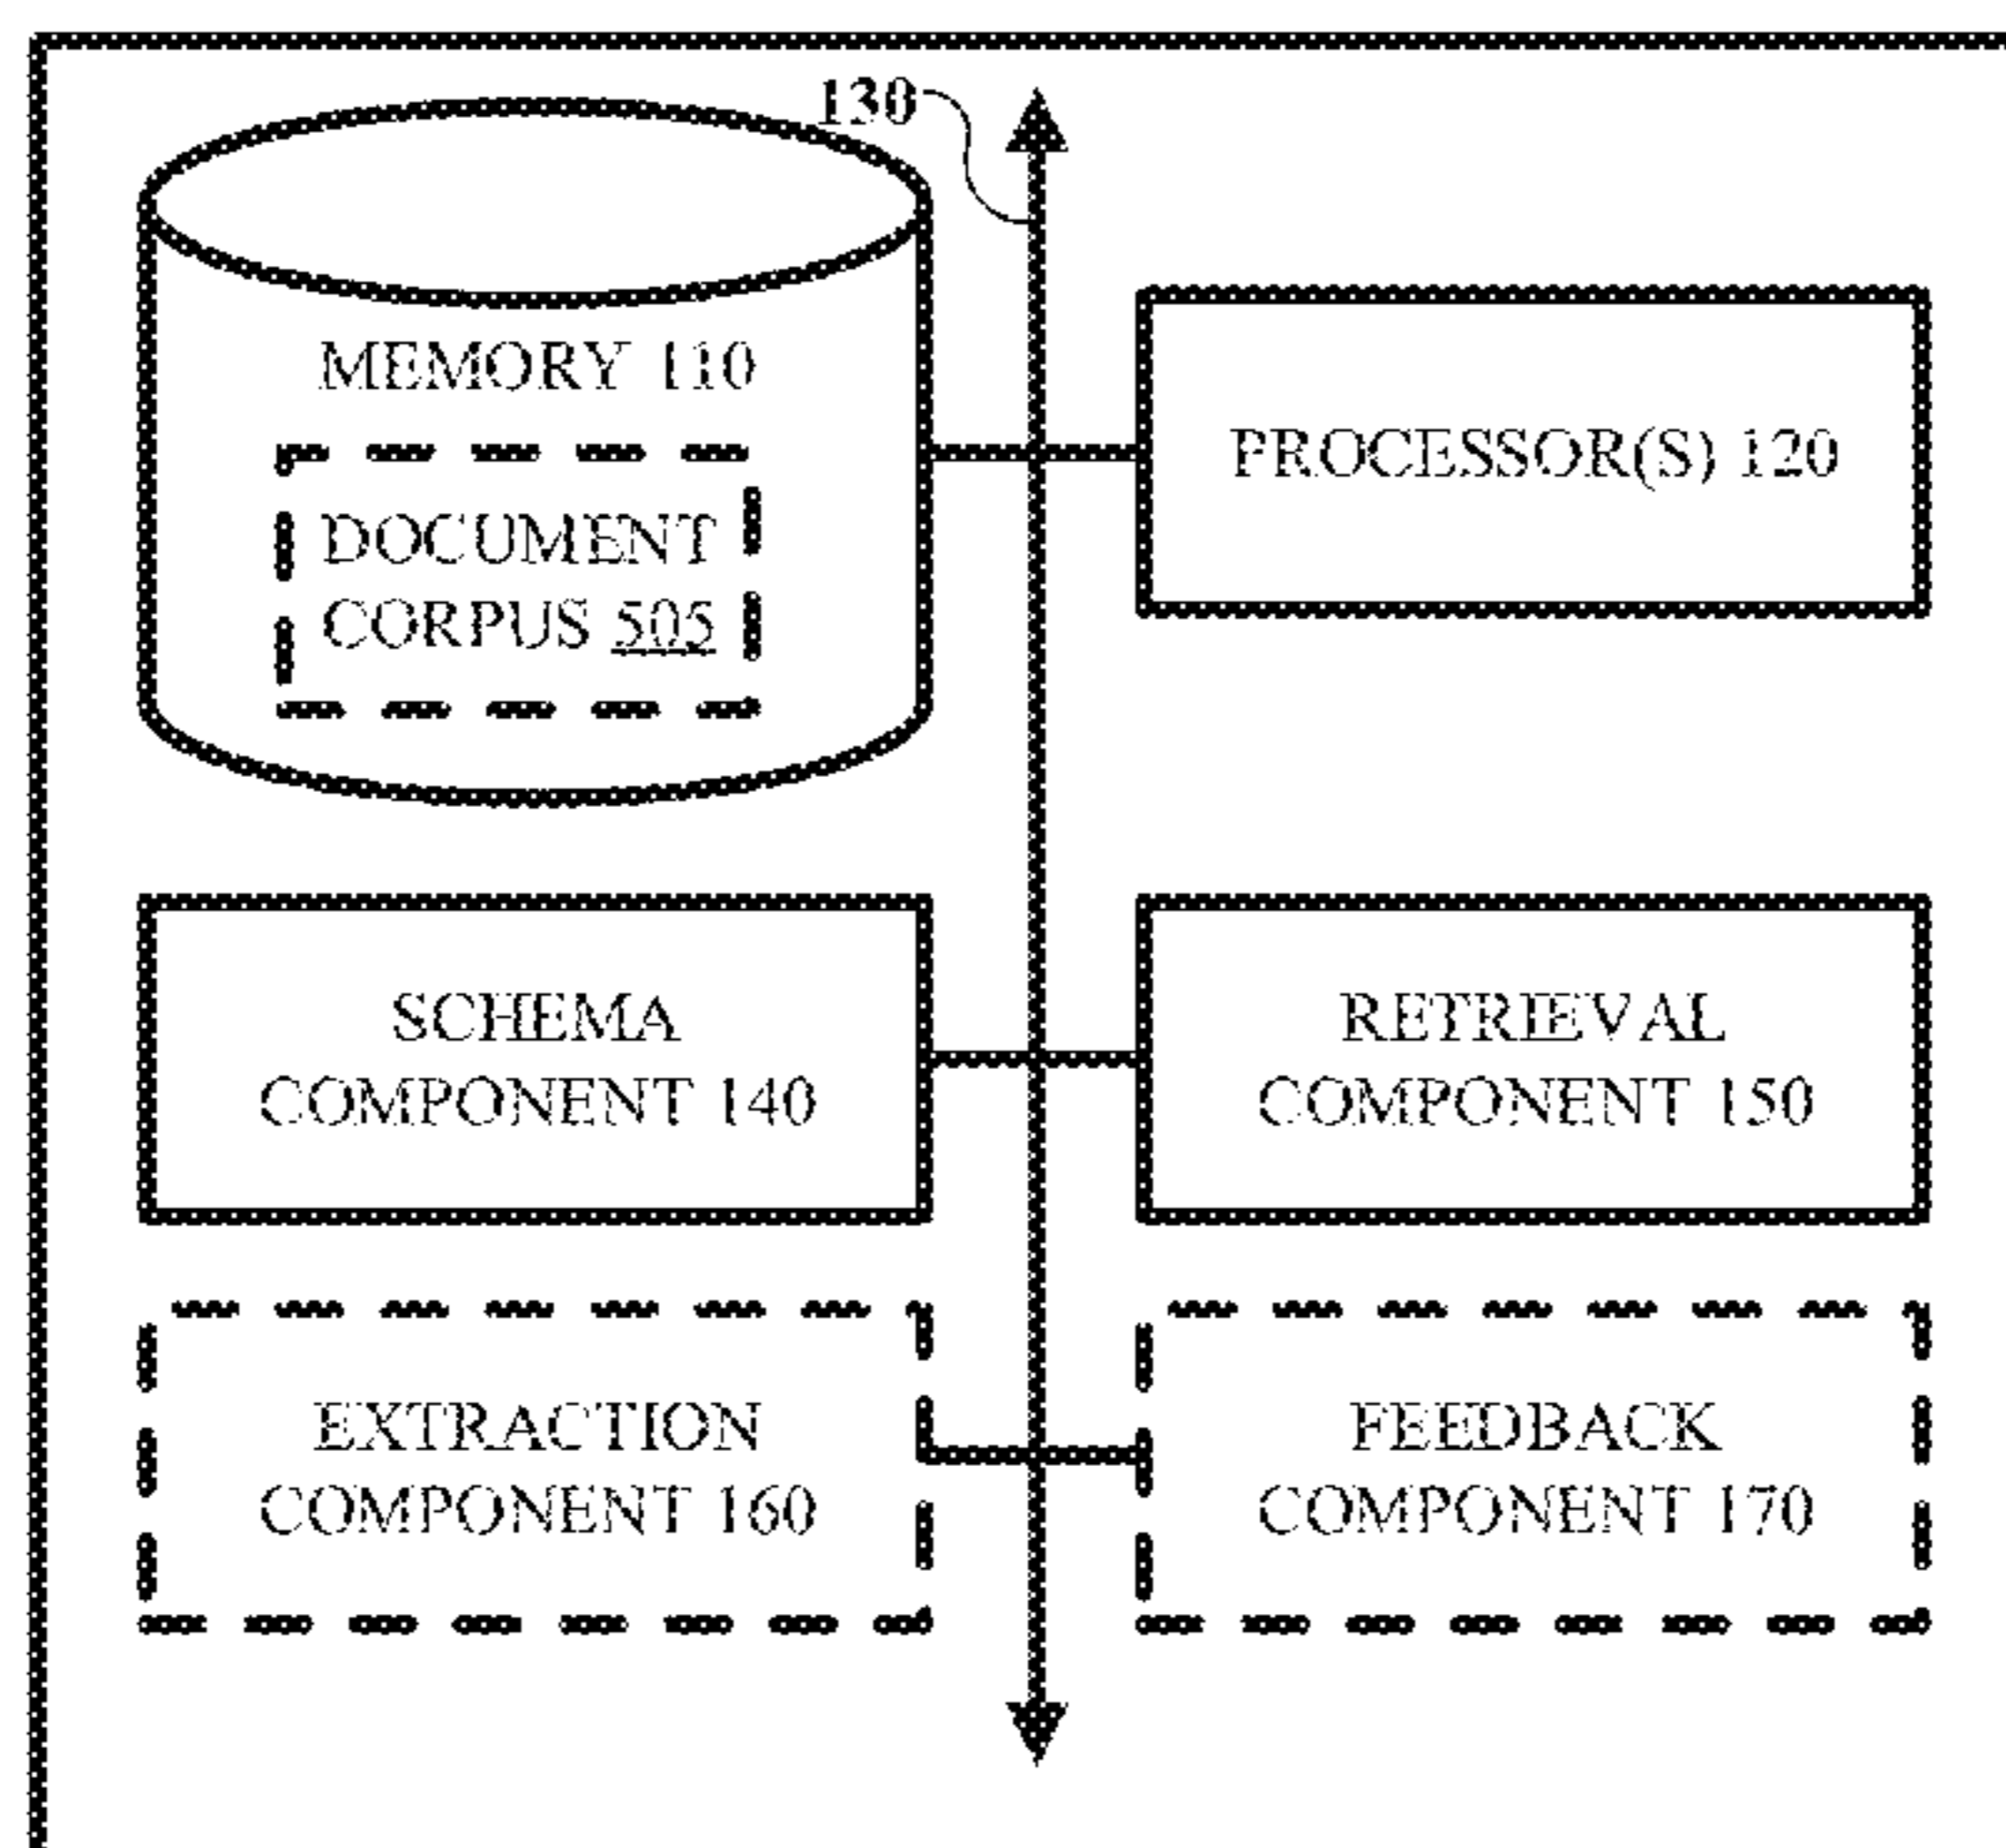 130
MEMORY 110
PROCESSOR(S) 120
DOCUMENT
CORPUS 505
SCHEMA
COMPONENT 140
RETRIEVAL
COMPONENT 150
EXTRACTION
COMPONENT 160
FEEDBACK
COMPONENT 170